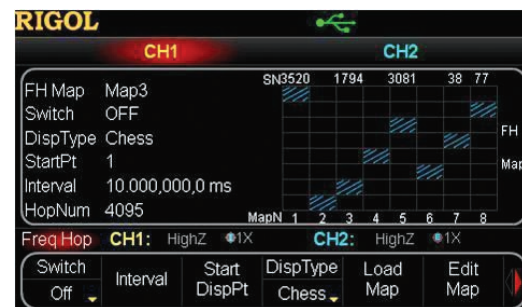 RIGOL
CH1 CH2
SN3520 1794 3081 38 77
FH Map Map3
Switch OFF
DispType Chess
StartPt 1
Interval 10.000,000,0 ms
HopNum 4095
FH
Map
MapN 1 2 3 4 5 6 7 8
Freq Hop CH1: HighZ 1X CH2: HighZ 1X
Switch Interval Start DispType Load Edit
Off DispPt Chess Map Map